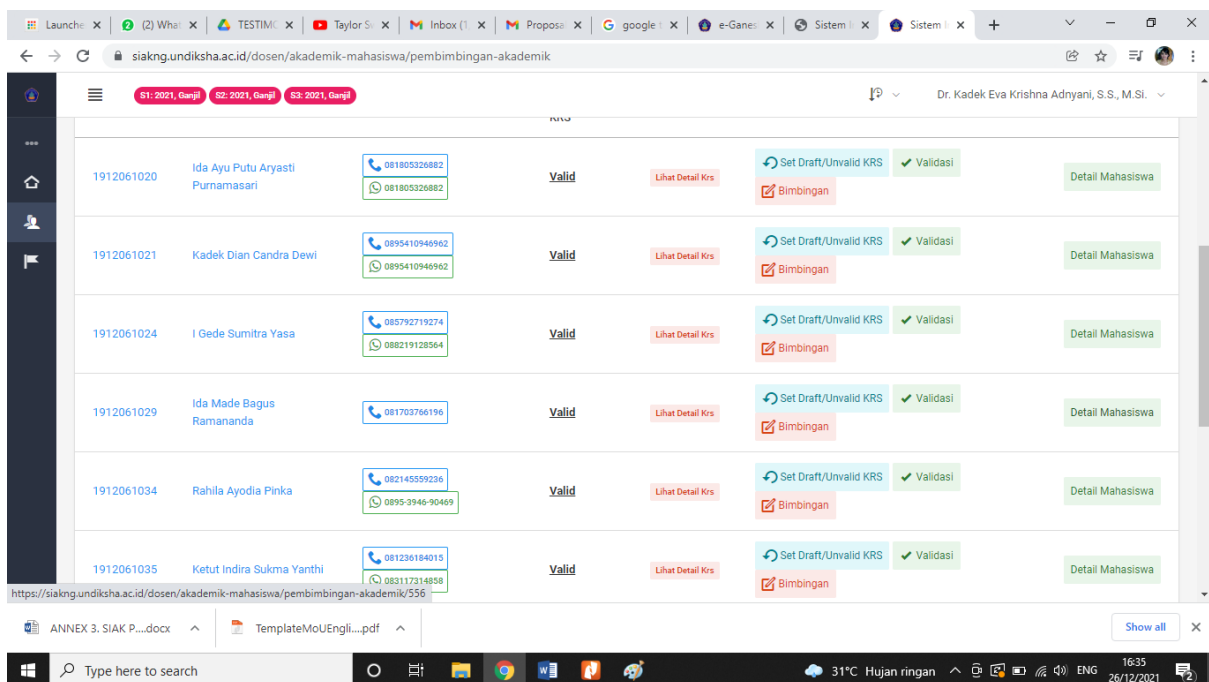 Launche
(2) What
TESTIMC
Taylor Sw
Inbox (1
Proposal
google t
e-Ganes
Sistem I
Sistem I
siakng.undiksha.ac.id/dosen/akademik-mahasiswa/pembimbingan-akademik
S1: 2021, Ganjil S2: 2021, Ganjil S3: 2021, Ganjil
Dr. Kadek Eva Krishna Adnyani, S.S., M.Si.
KRS
1912061020
Ida Ayu Putu Aryasti
Purnamasari
081805326882
081805326882
Valid
Lihat Detail Krs
Set Draft/Unvalid KRS Validasi
Bimbingan
Detail Mahasiswa
1912061021
Kadek Dian Candra Dewi
0895410946962
0895410946962
Valid
Lihat Detail Krs
Set Draft/Unvalid KRS Validasi
Bimbingan
Detail Mahasiswa
1912061024
I Gede Sumitra Yasa
085792719274
088219128564
Valid
Lihat Detail Krs
Set Draft/Unvalid KRS Validasi
Bimbingan
Detail Mahasiswa
1912061029
Ida Made Bagus
Ramananda
081703766196
Valid
Lihat Detail Krs
Set Draft/Unvalid KRS Validasi
Bimbingan
Detail Mahasiswa
1912061034
Rahila Ayodia Pinka
082145559236
0895-3946-90469
Valid
Lihat Detail Krs
Set Draft/Unvalid KRS Validasi
Bimbingan
Detail Mahasiswa
1912061035
Ketut Indira Sukma Yanthi
081236184015
083117314858
Valid
Lihat Detail Krs
Set Draft/Unvalid KRS Validasi
Bimbingan
Detail Mahasiswa
https://siakng.undiksha.ac.id/dosen/akademik-mahasiswa/pembimbingan-akademik/556
ANNEX 3. SIAK P....docx
TemplateMoUEngli....pdf
Show all
Type here to search
31°C Hujan ringan
ENG
16:35
26/12/2021
2